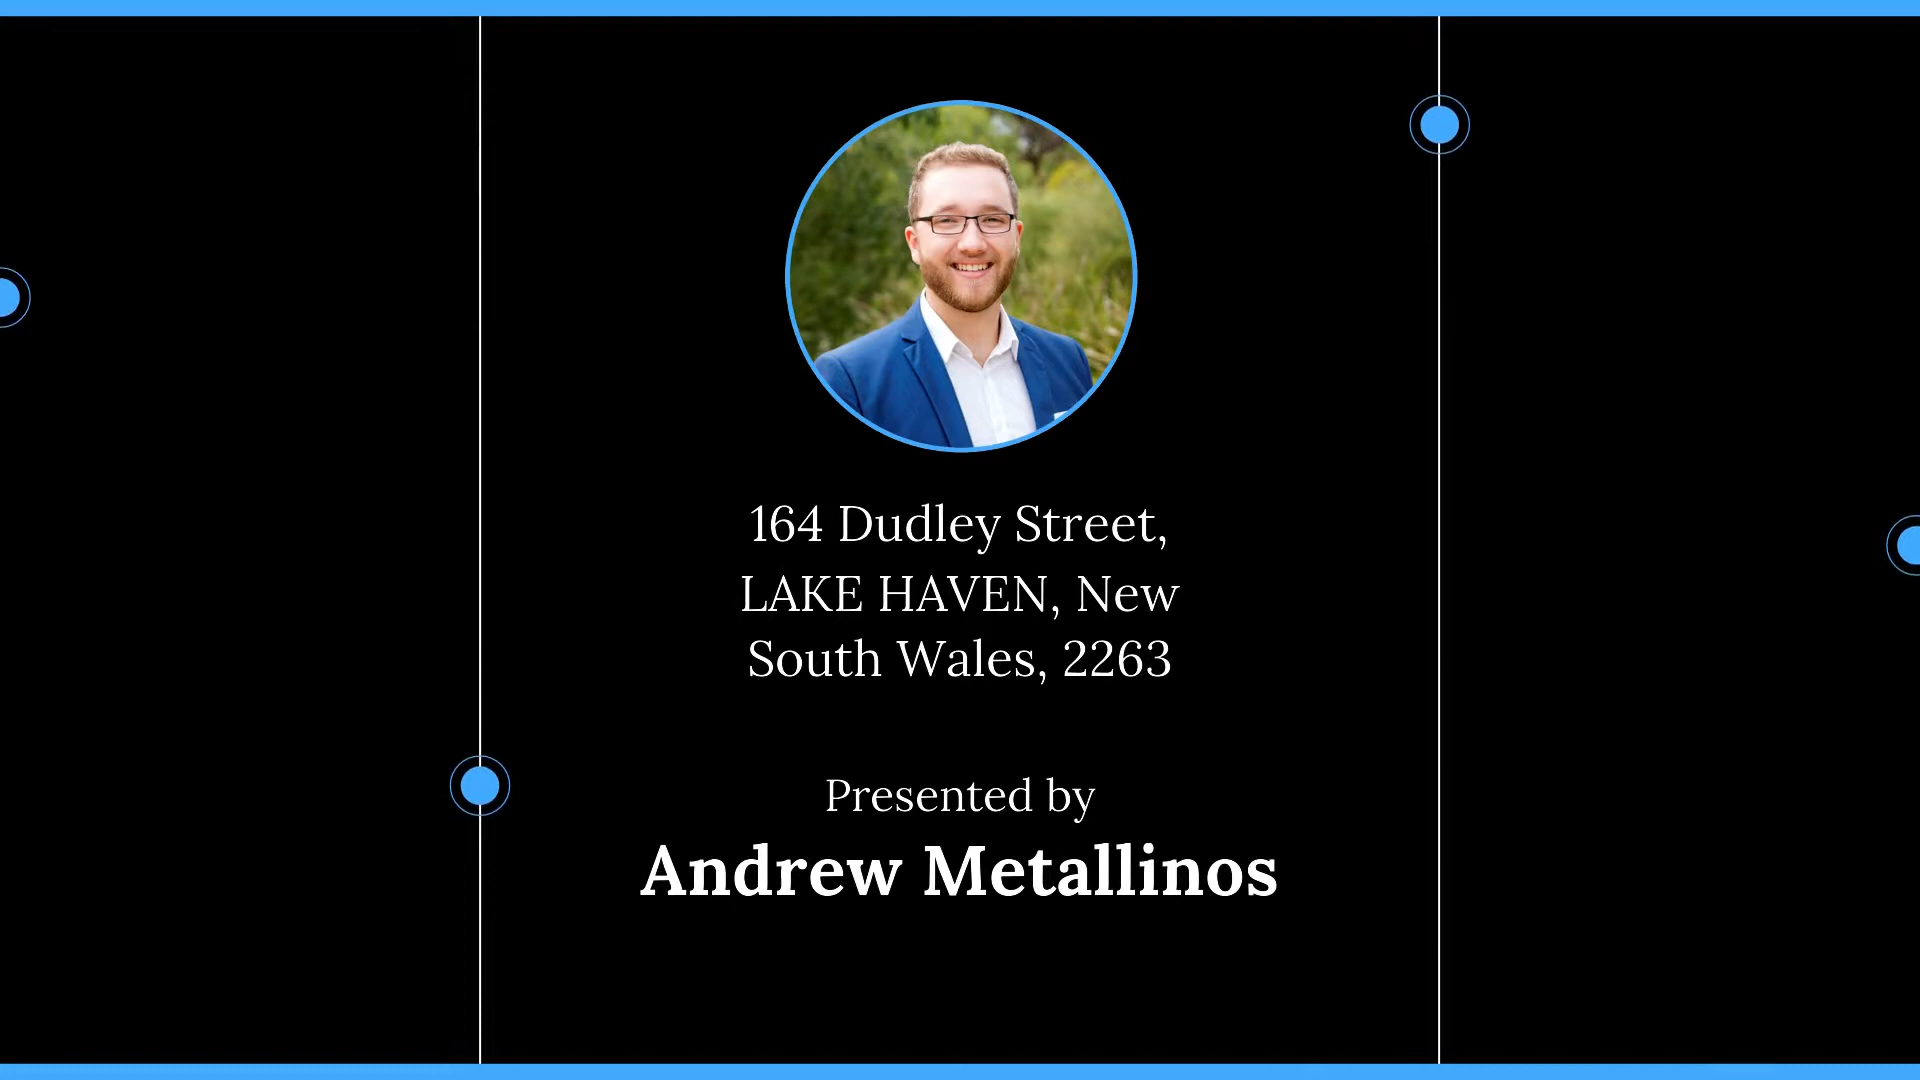 164 Dudley Street,
LAKE HAVEN, New
South Wales, 2263
Presented by
Andrew Metallinos